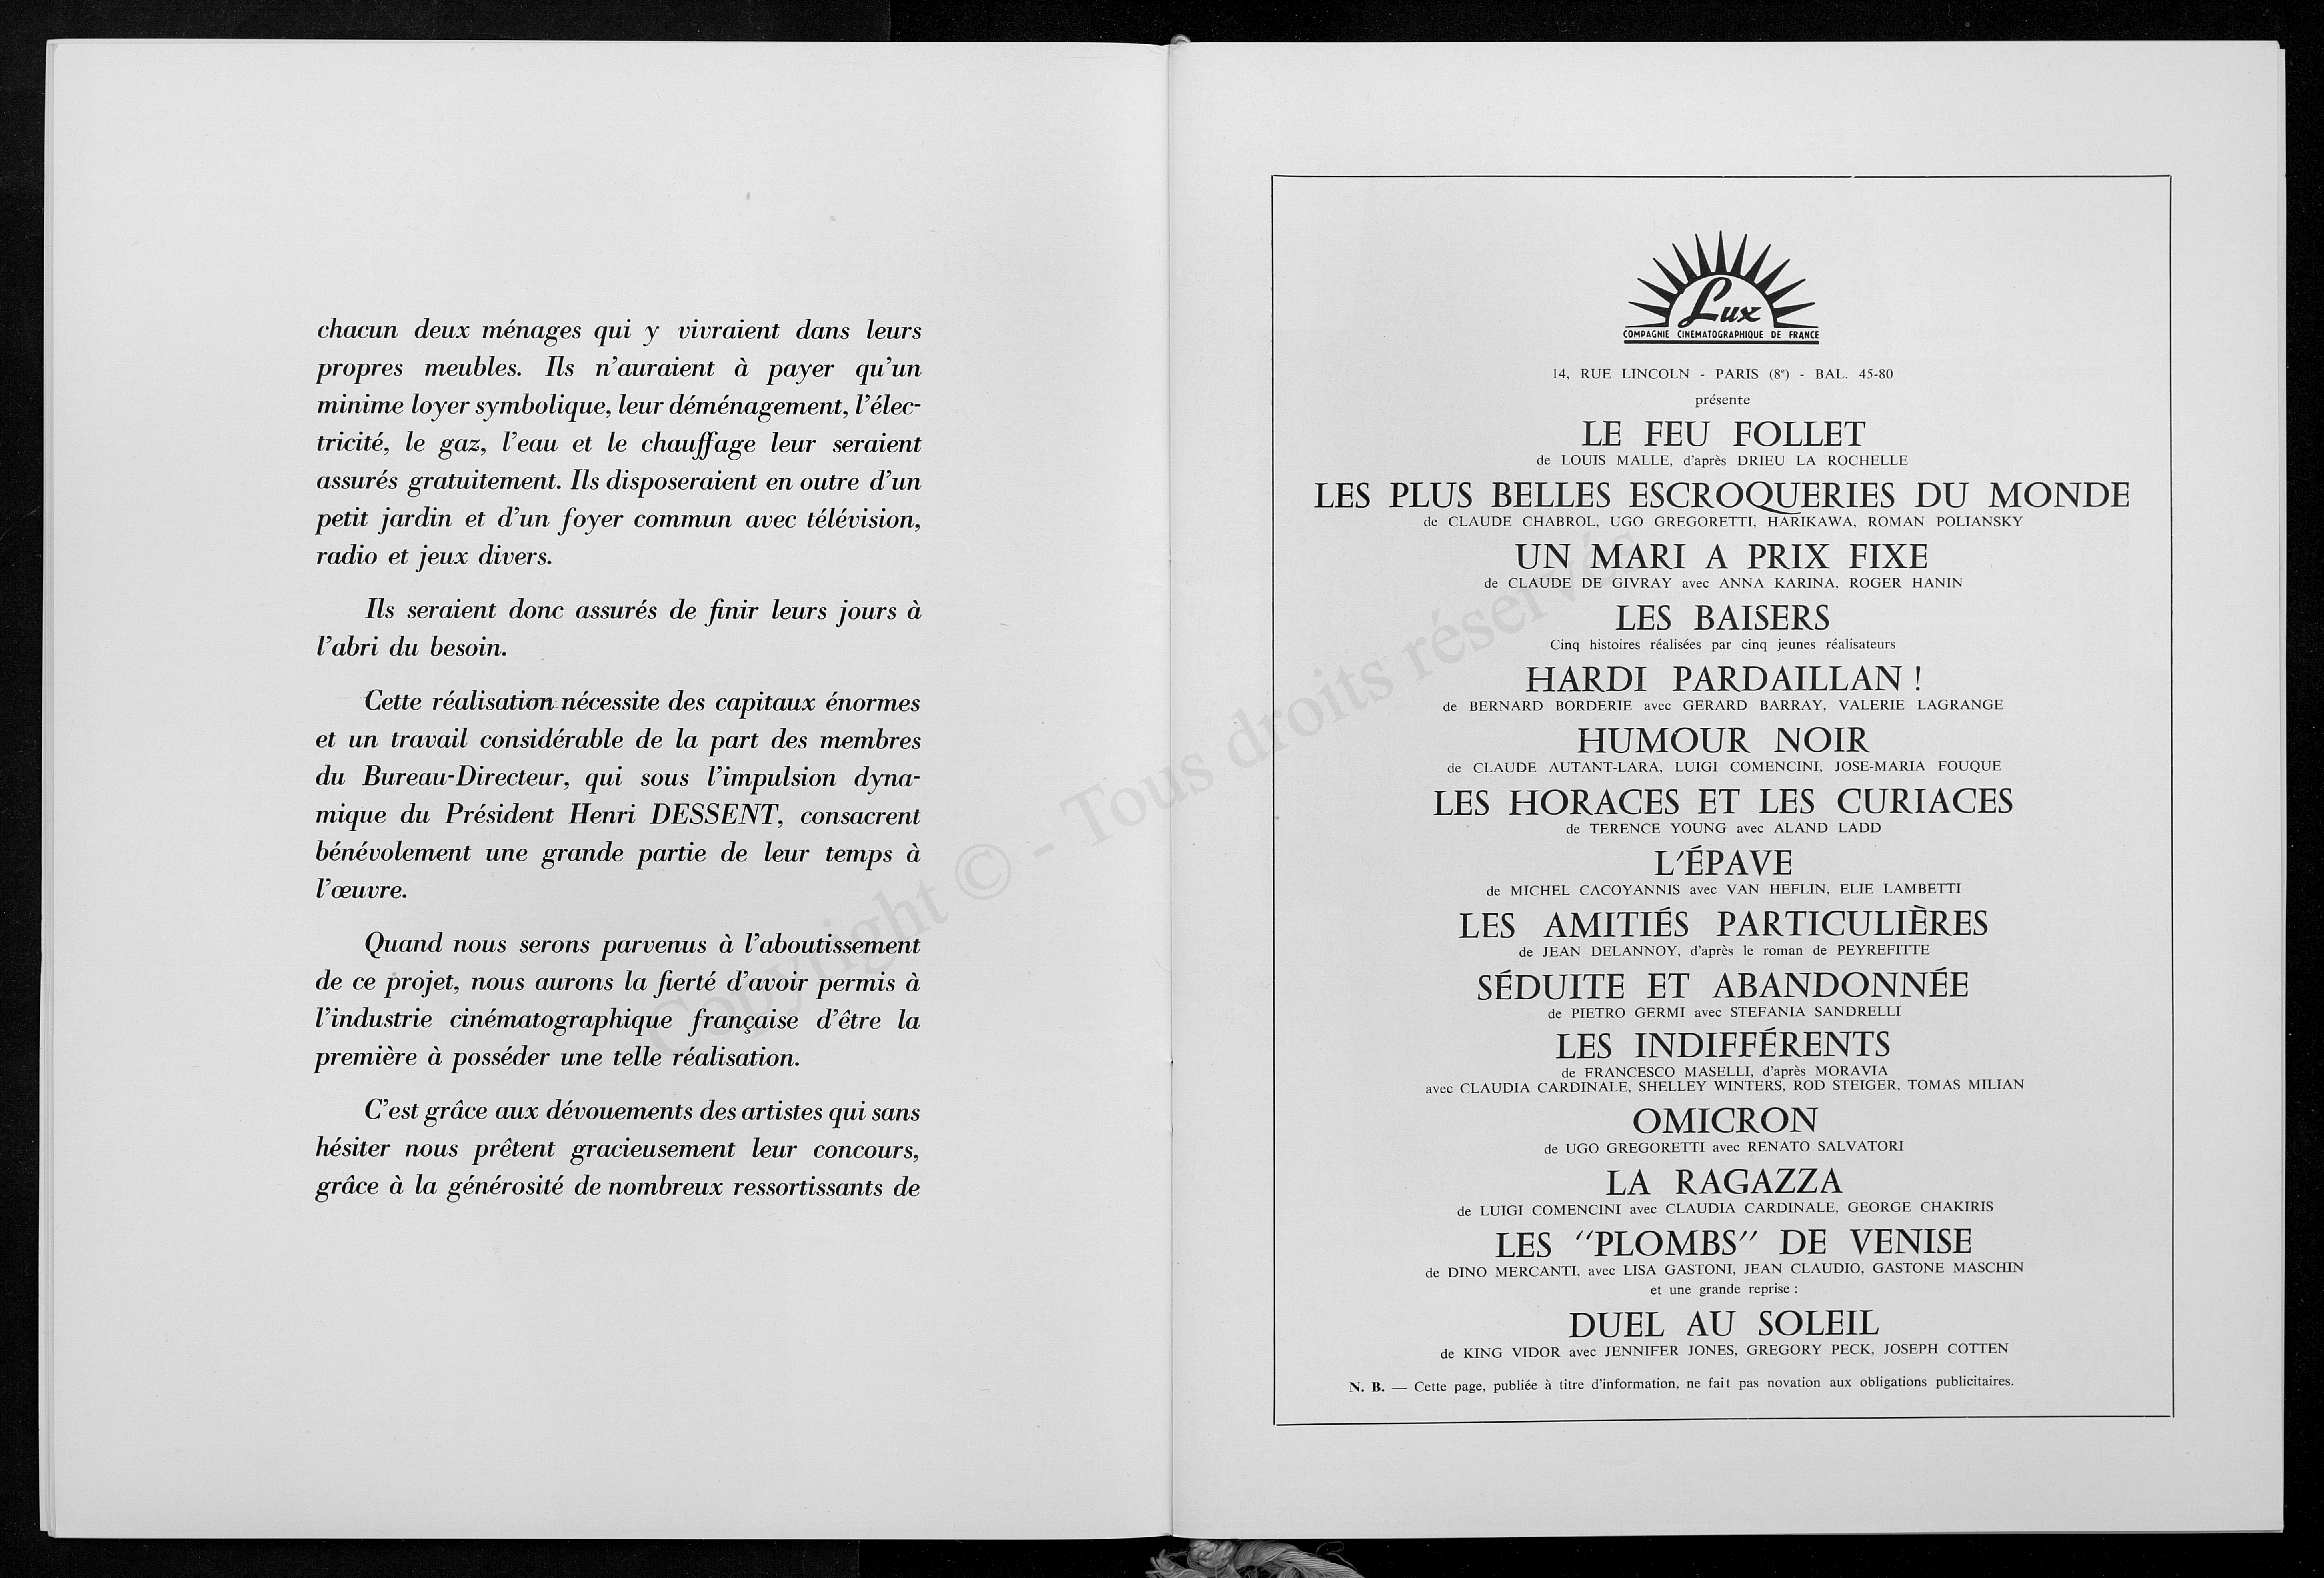 chacun deux ménages qui y vivraient dans leurs
propres meubles. Ils n'auraient à payer qu'un
minime loyer symbolique, leur déménagement, l'élec-
tricité, le gaz, l'eau et le chauffage leur seraient
assurés gratuitement. Ils disposeraient en outre d'un
petit jardin et d'un foyer commun avec télévision,
radio et jeux divers.
Ils seraient donc assurés de finir leurs jours à
l'abri du besoin.
Cette réalisation nécessite des capitaux énormes
et un travail considérable de la part des membres
du Bureau-Directeur, qui sous l'impulsion dyna-
mique du Président Henri DESSENT, consacrent
bénévolement une grande partie de leur temps à
l'œuvre.
Quand nous serons parvenus à l'aboutissement
de ce projet, nous aurons la fierté d'avoir permis à
l'industrie cinématographique française d'être la
première à posséder une telle réalisation.
C'est grâce aux dévouements des artistes qui sans
hésiter nous prêtent gracieusement leur concours,
grâce à la générosité de nombreux ressortissants de
Lux
COMPAGNIE CINEMATOGRAPHIQUE DE FRANCE
14, RUE LINCOLN - PARIS (8e) - BAL. 45-80
présente
LE FEU FOLLET
de LOUIS MALLE, d'après DRIEU LA ROCHELLE
LES PLUS BELLES ESCROQUERIES DU MONDE
de CLAUDE CHABROL, UGO GREGORETTI, HARIKAWA, ROMAN POLIANSKY
UN MARI A PRIX FIXE
de CLAUDE DE GIVRAY avec ANNA KARINA, ROGER HANIN
LES BAISERS
Cinq histoires réalisées par cinq jeunes réalisateurs
HARDI PARDAILLAN !
de BERNARD BORDERIE avec GERARD BARRAY, VALERIE LAGRANGE
HUMOUR NOIR
de CLAUDE AUTANT-LARA, LUIGI COMENCINI, JOSE-MARIA FOUQUE
LES HORACES ET LES CURIACES
de TERENCE YOUNG avec ALAND LADD
L'ÉPAVE
de MICHEL CACOYANNIS avec VAN HEFLIN, ELIE LAMBETTI
LES AMITIÉS PARTICULIÈRES
de JEAN DELANNOY, d'après le roman de PEYREFITTE
SÉDUITE ET ABANDONNÉE
de PIETRO GERMI avec STEFANIA SANDRELLI
LES INDIFFÉRENTS
de FRANCESCO MASELLI, d'après MORAVIA
avec CLAUDIA CARDINALE, SHELLEY WINTERS, ROD STEIGER, TOMAS MILIAN
OMICRON
de UGO GREGORETTI avec RENATO SALVATORI
LA RAGAZZA
de LUIGI COMENCINI avec CLAUDIA CARDINALE, GEORGE CHAKIRIS
LES "PLOMBS" DE VENISE
de DINO MERCANTI, avec LISA GASTONI, JEAN CLAUDIO, GASTONE MASCHIN
et une grande reprise :
DUEL AU SOLEIL
de KING VIDOR avec JENNIFER JONES, GREGORY PECK, JOSEPH COTTEN
N. B. — Cette page, publiée à titre d'information, ne fait pas novation aux obligations publicitaires.
Copyright © - Tous droits réservés